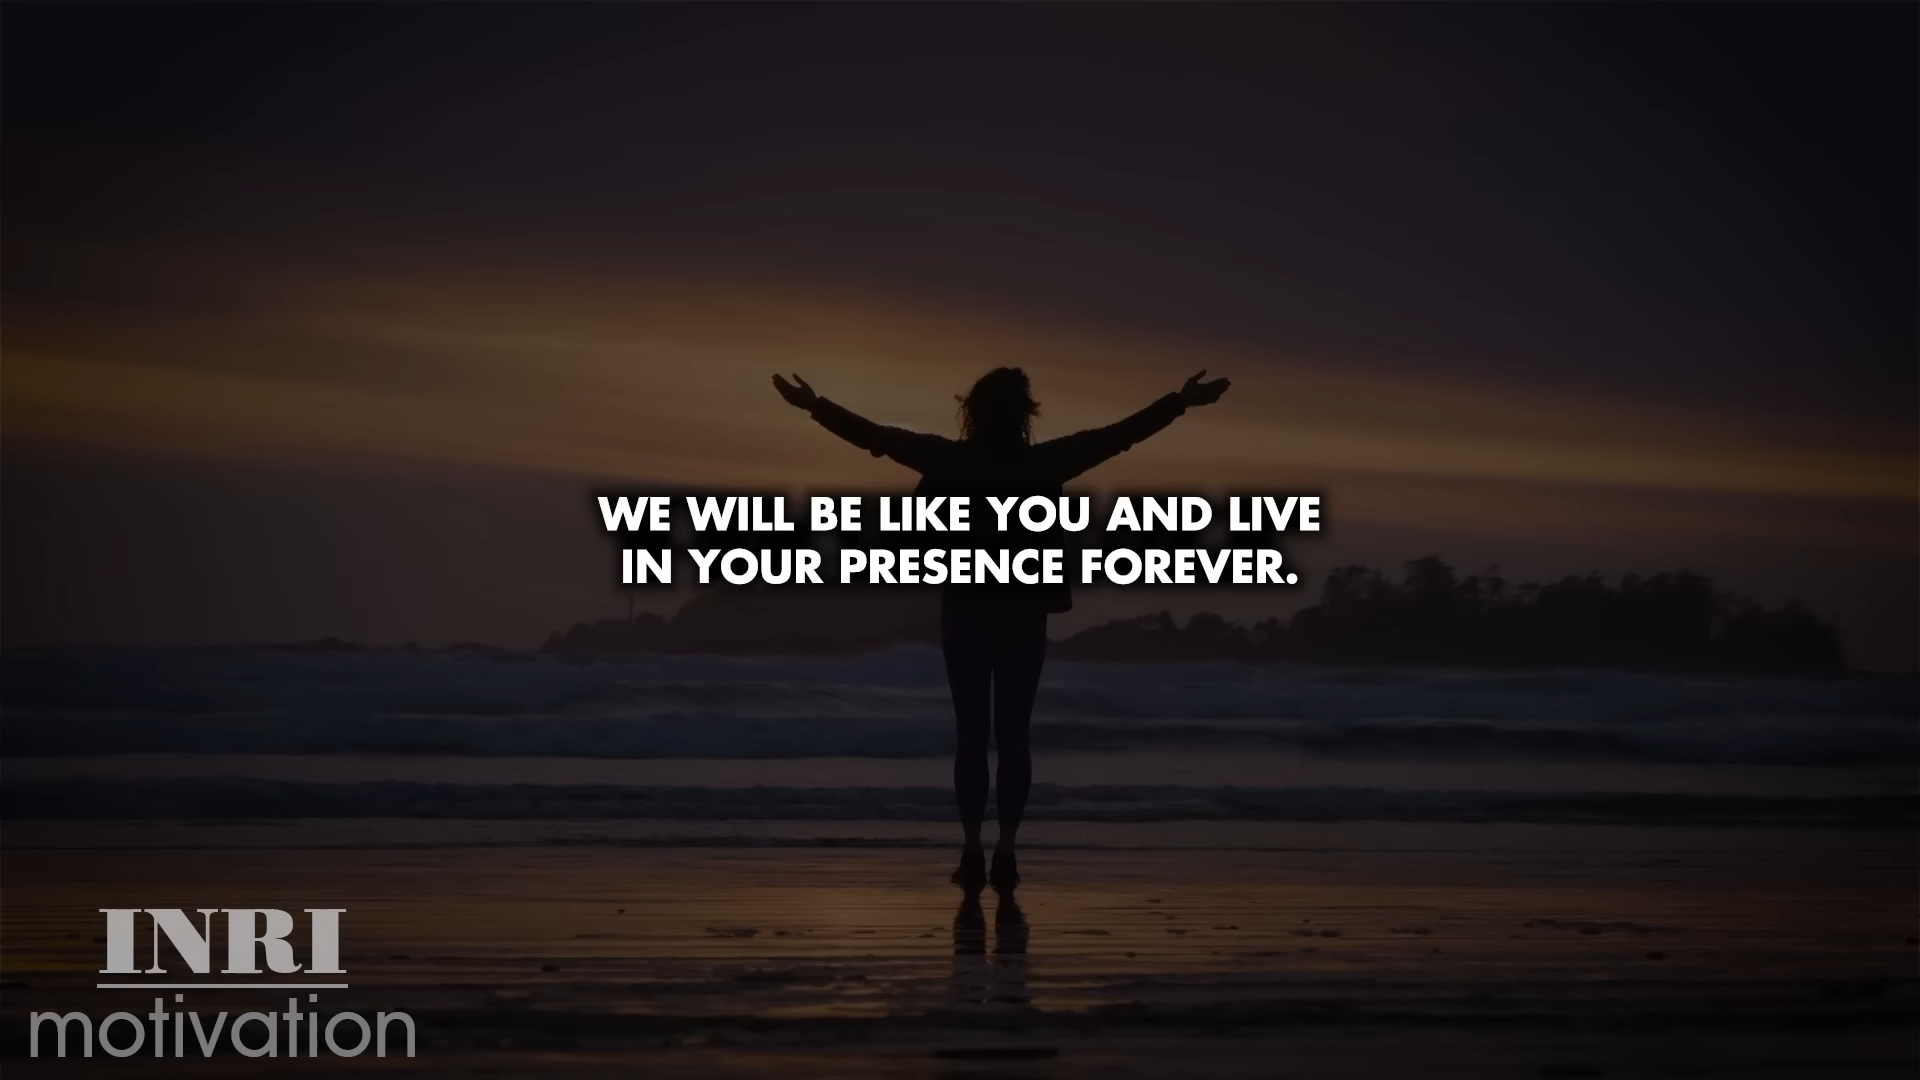 WE WILL BE LIKE YOU AND LIVE
IN YOUR PRESENCE FOREVER.
INRI
motivation